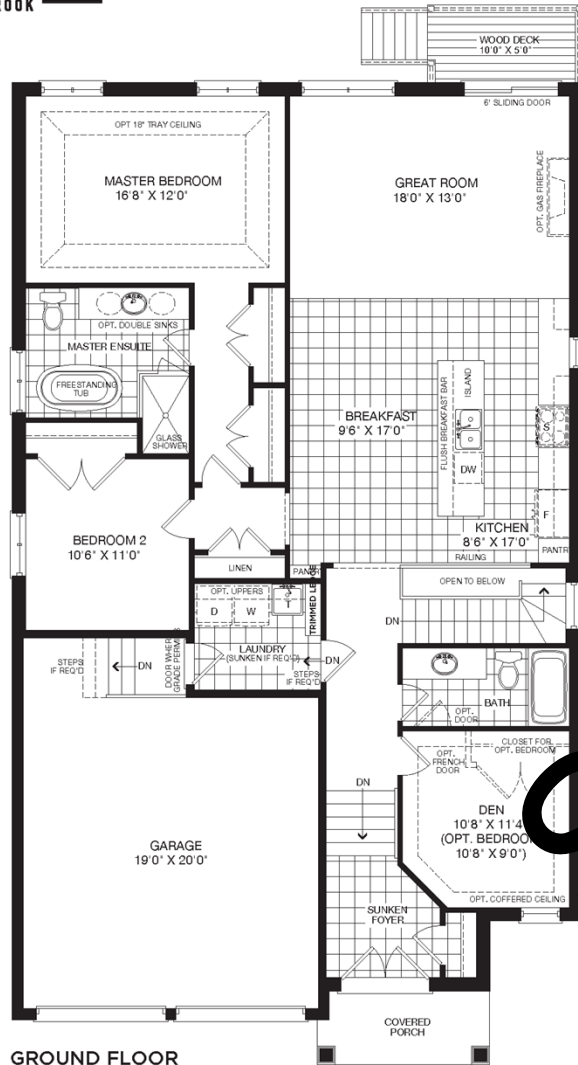 WOOD DECK
10'0" X 5'0"
6' SLIDING DOOR
OPT 18" TRAY CEILING
MASTER BEDROOM
16'8" X 12'0"
GREAT ROOM
18'0" X 13'0"
OPT. GAS FIREPLACE
OPT. DOUBLE SINKS
MASTER ENSUITE
FREESTANDING
TUB
GLASS
SHOWER
BREAKFAST
9'6" X 17'0"
FLUSH BREAKFAST BAR
ISLAND
DW
S
F
KITCHEN
8'6" X 17'0"
PANTR
RAILING
BEDROOM 2
10'6" X 11'0"
LINEN
PANTR
OPEN TO BELOW
DN
OPT. UPPERS
D
W
T
TRIMMED LEDGE
LAUNDRY
(SUNKEN IF REQ'D)
DN
STEPS
IF REQ'D
STEPS
IF REQ'D
DN
DOOR WHERE
GRADE PERMITS
BATH
OPT.
DOOR
CLOSET FOR
OPT. BEDROOM
OPT.
FRENCH
DOOR
DN
DEN
10'8" X 11'4
(OPT. BEDROO
10'8" X 9'0")
OPT. COFFERED CEILING
GARAGE
19'0" X 20'0"
SUNKEN
FOYER
COVERED
PORCH
GROUND FLOOR